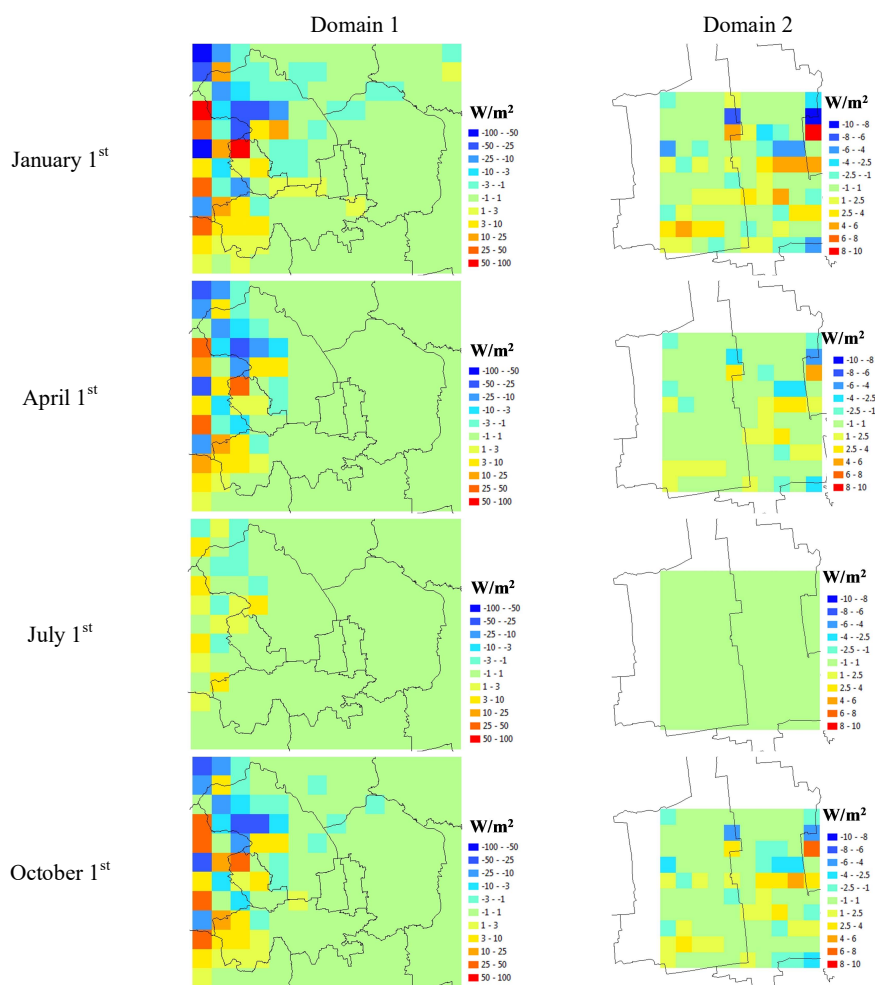 Domain 1
Domain 2
January 1st
W/m²
-100 - -50
-50 - -25
-25 - -10
-10 - -3
-3 - -1
-1 - 1
1 - 3
3 - 10
10 - 25
25 - 50
50 - 100
W/m²
-10 - -8
-8 - -6
-6 - -4
-4 - -2.5
-2.5 - -1
-1 - 1
1 - 2.5
2.5 - 4
4 - 6
6 - 8
8 - 10
April 1st
W/m²
-100 - -50
-50 - -25
-25 - -10
-10 - -3
-3 - -1
-1 - 1
1 - 3
3 - 10
10 - 25
25 - 50
50 - 100
W/m²
-10 - -8
-8 - -6
-6 - -4
-4 - -2.5
-2.5 - -1
-1 - 1
1 - 2.5
2.5 - 4
4 - 6
6 - 8
8 - 10
July 1st
W/m²
-100 - -50
-50 - -25
-25 - -10
-10 - -3
-3 - -1
-1 - 1
1 - 3
3 - 10
10 - 25
25 - 50
50 - 100
W/m²
-10 - -8
-8 - -6
-6 - -4
-4 - -2.5
-2.5 - -1
-1 - 1
1 - 2.5
2.5 - 4
4 - 6
6 - 8
8 - 10
October 1st
W/m²
-100 - -50
-50 - -25
-25 - -10
-10 - -3
-3 - -1
-1 - 1
1 - 3
3 - 10
10 - 25
25 - 50
50 - 100
W/m²
-10 - -8
-8 - -6
-6 - -4
-4 - -2.5
-2.5 - -1
-1 - 1
1 - 2.5
2.5 - 4
4 - 6
6 - 8
8 - 10